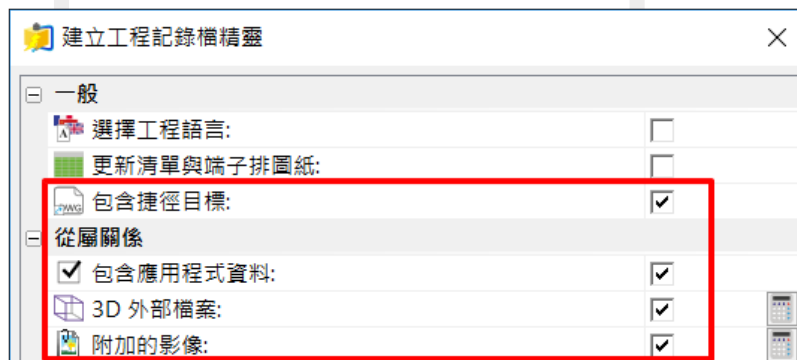 建立工程記錄檔精靈
一般
選擇工程語言:
更新清單與端子排圖紙:
包含捷徑目標:
從屬關係
包含應用程式資料:
3D 外部檔案:
附加的影像: